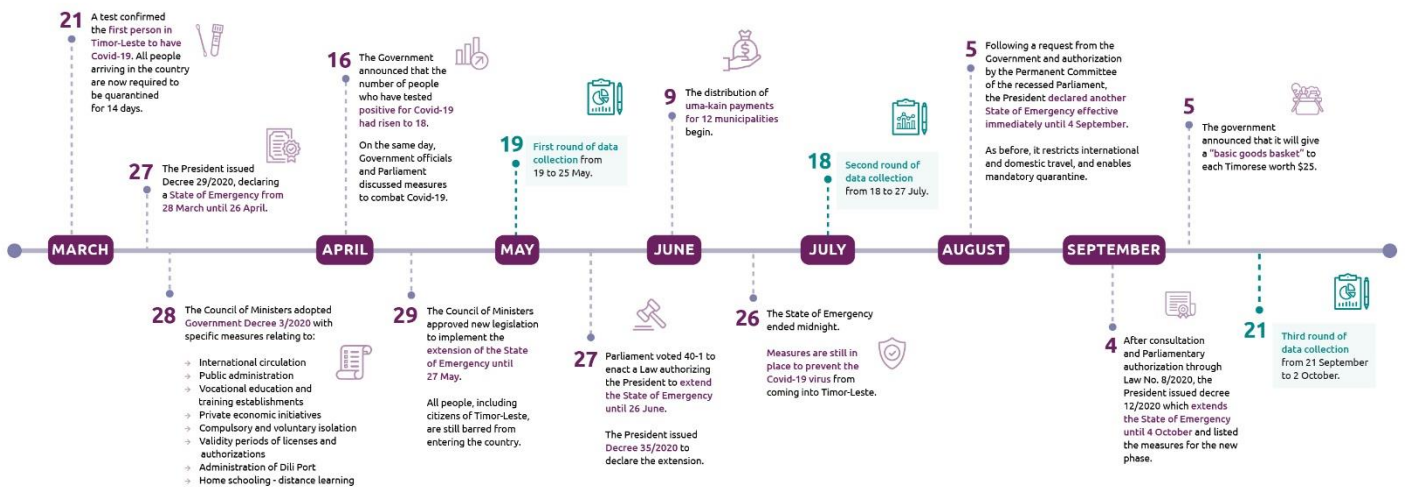 21
A test confirmed
the first person in
Timor-Leste to have
Covid-19. All people
arriving in the country
are now required to
be quarantined
for 14 days.
27
The President issued
Decree 29/2020, declaring
a State of Emergency from
28 March until 26 April.
16
The Government
announced that the
number of people
who have tested
positive for Covid-19
had risen to 18.
On the same day,
Government officials
and Parliament
discussed measures
to combat Covid-19.
19
First round of data
collection from
19 to 25 May.
9
The distribution of
uma-kain payments
for 12 municipalities
begin.
18
Second round of
data collection
from 18 to 27 July.
5
Following a request from the
Government and authorization
by the Permanent Committee
of the recessed Parliament,
the President declared another
State of Emergency effective
immediately until 4 September.
As before, it restricts international
and domestic travel, and enables
mandatory quarantine.
5
The government
announced that it will give
a "basic goods basket" to
each Timorese worth $25.
MARCH
APRIL
MAY
JUNE
JULY
AUGUST
SEPTEMBER
28
The Council of Ministers adopted
Government Decree 3/2020 with
specific measures relating to:
→ International circulation
→ Public administration
→ Vocational education and
training establishments
→ Private economic initiatives
→ Compulsory and voluntary isolation
→ Validity periods of licenses and
authorizations
→ Administration of Dili Port
→ Home schooling - distance learning
29
The Council of Ministers
approved new legislation
to implement the
extension of the State
of Emergency until
27 May.
All people, including
citizens of Timor-Leste,
are still barred from
entering the country.
27
Parliament voted 40-1 to
enact a Law authorizing
the President to extend
the State of Emergency
until 26 June.
The President issued
Decree 35/2020 to
declare the extension.
26
The State of Emergency
ended midnight.
Measures are still in
place to prevent the
Covid-19 virus from
coming into Timor-Leste.
4
After consultation
and Parliamentary
authorization through
Law No. 8/2020, the
President issued decree
12/2020 which extends
the State of Emergency
until 4 October and listed
the measures for the new
phase.
21
Third round of
data collection
from 21 September
to 2 October.